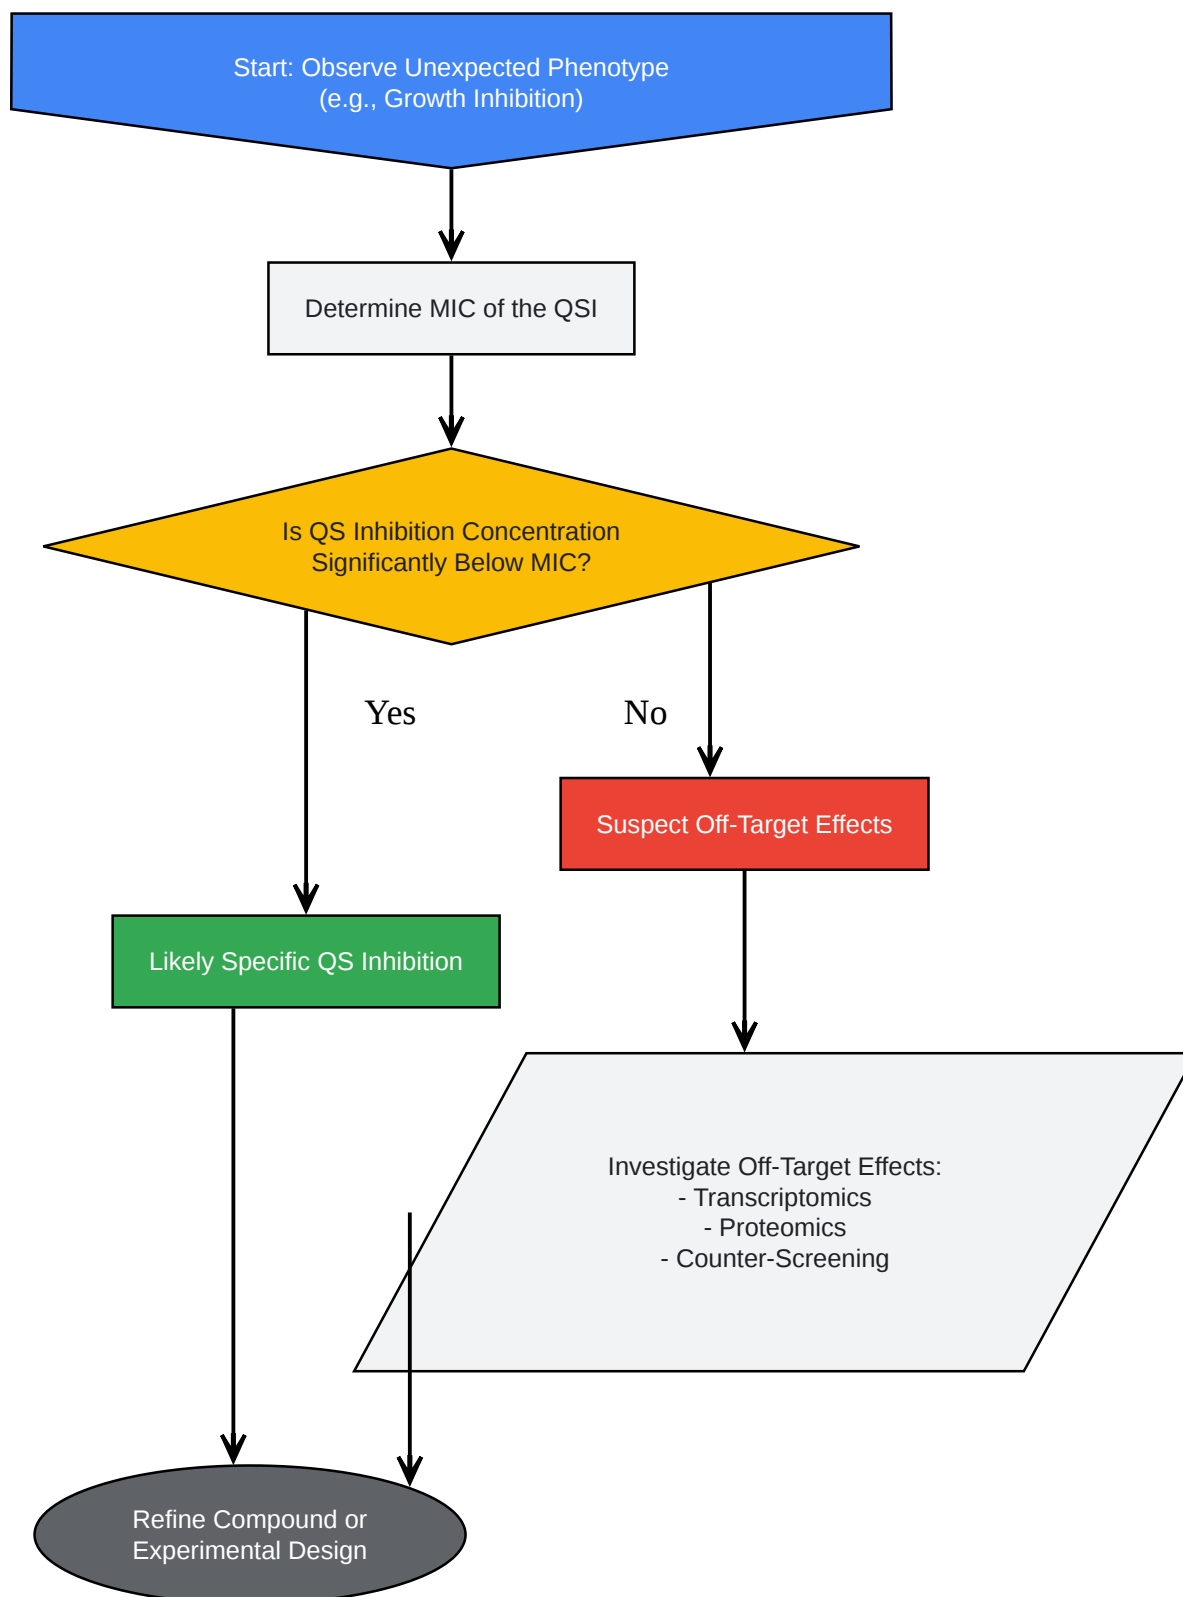 Start: Observe Unexpected Phenotype
(e.g., Growth Inhibition)
Determine MIC of the QSI
Is QS Inhibition Concentration
Significantly Below MIC?
Yes
No
Suspect Off-Target Effects
Likely Specific QS Inhibition
Investigate Off-Target Effects:
- Transcriptomics
- Proteomics
- Counter-Screening
Refine Compound or
Experimental Design